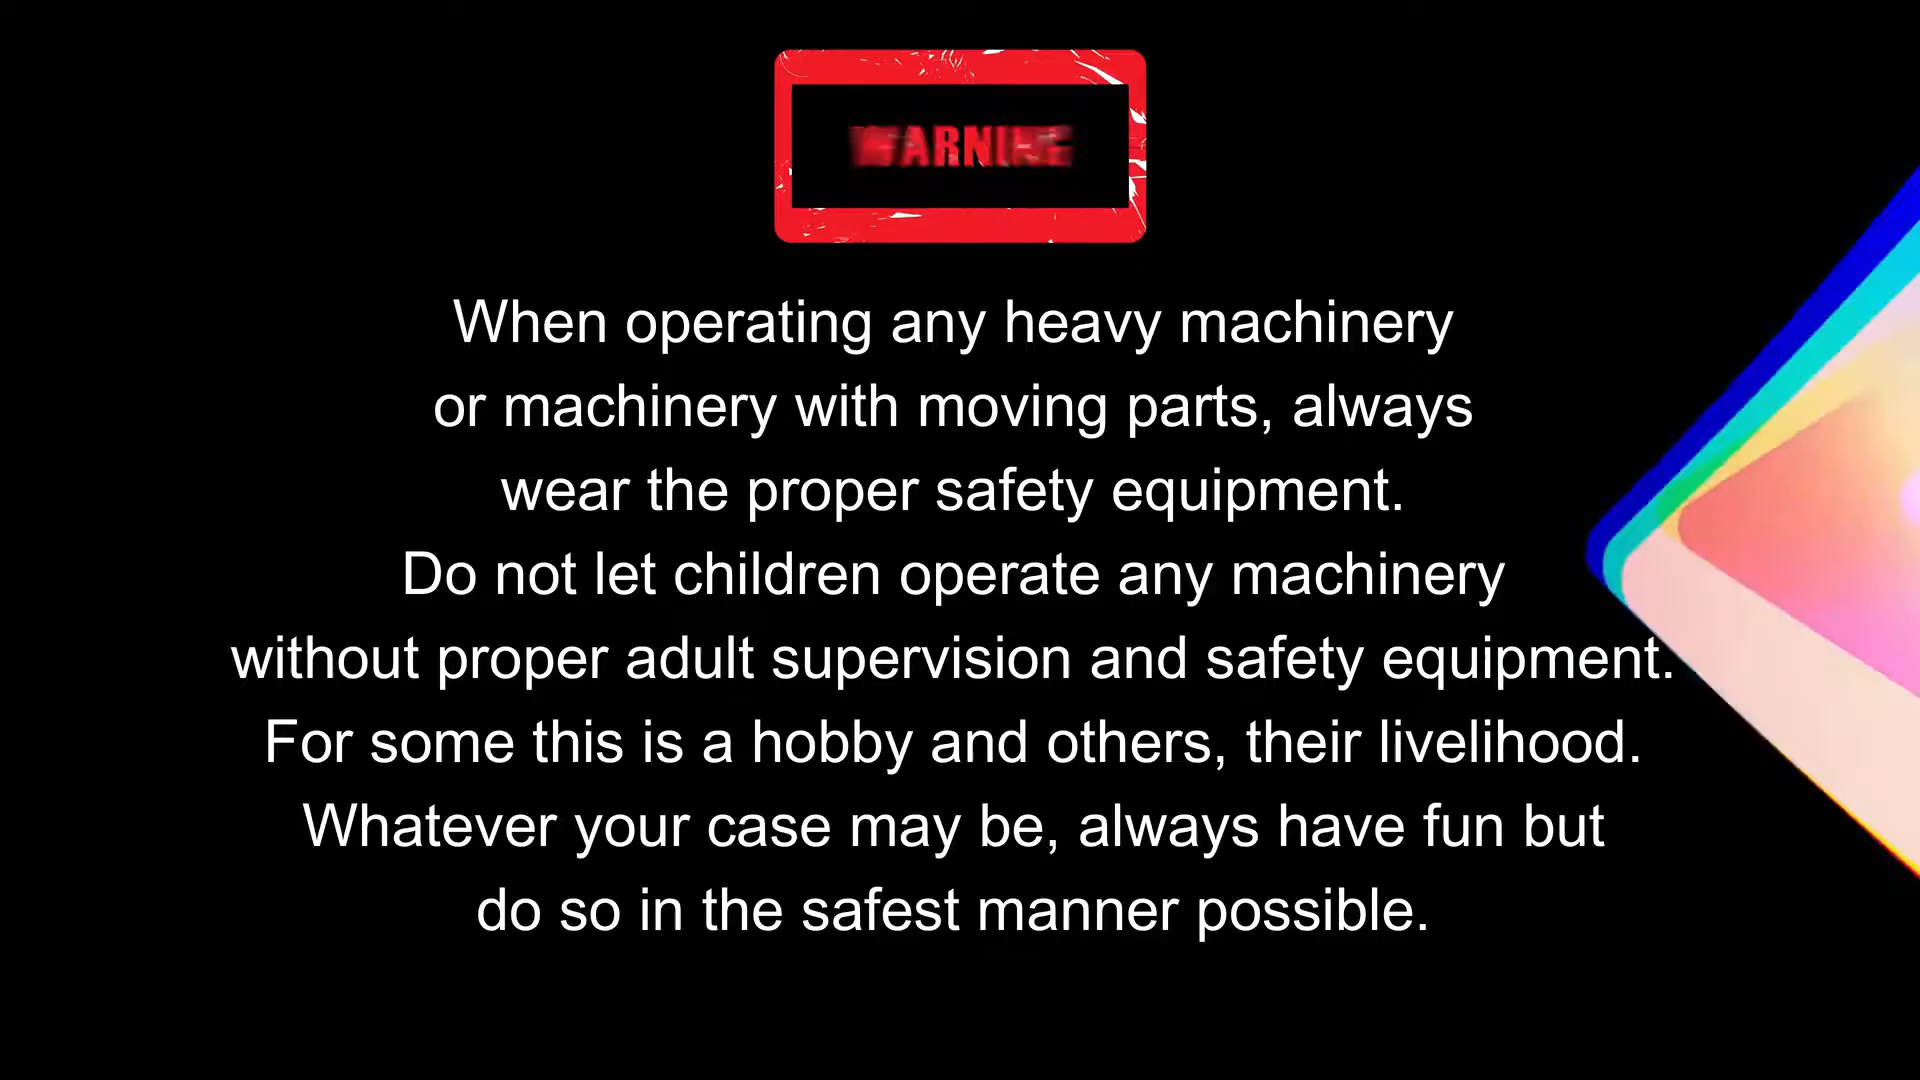 WARNING
When operating any heavy machinery
or machinery with moving parts, always
wear the proper safety equipment.
Do not let children operate any machinery
without proper adult supervision and safety equipment.
For some this is a hobby and others, their livelihood.
Whatever your case may be, always have fun but
do so in the safest manner possible.